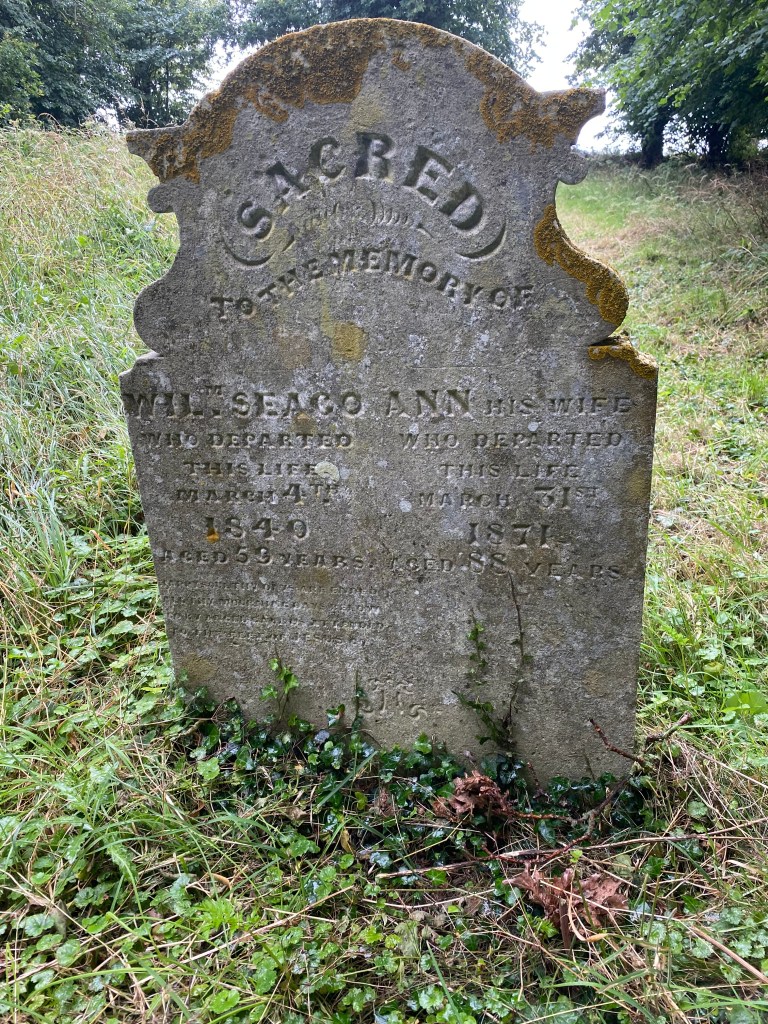 SACRED
TO THE MEMORY OF
WILM. SEAGO
WHO DEPARTED
THIS LIFE
MARCH 4TH
1840
AGED 59 YEARS.
ANN HIS WIFE
WHO DEPARTED
THIS LIFE
MARCH 31ST
1871
AGED 88 YEARS.